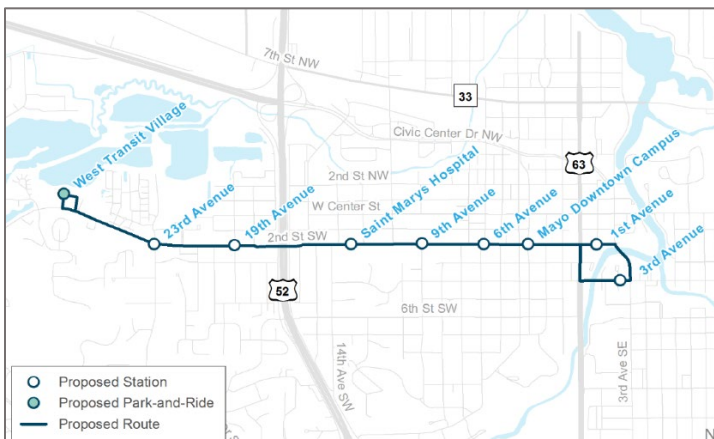 7th St NW
33
West Transit Village
Civic Center Dr NW
63
2nd St NW
W Center St
23rd Avenue
19th Avenue
2nd St SW
Saint Marys Hospital
9th Avenue
6th Avenue
Mayo Downtown Campus
1st Avenue
3rd Avenue
52
6th St SW
14th Ave SW
3rd Ave SE
Proposed Station
Proposed Park-and-Ride
Proposed Route